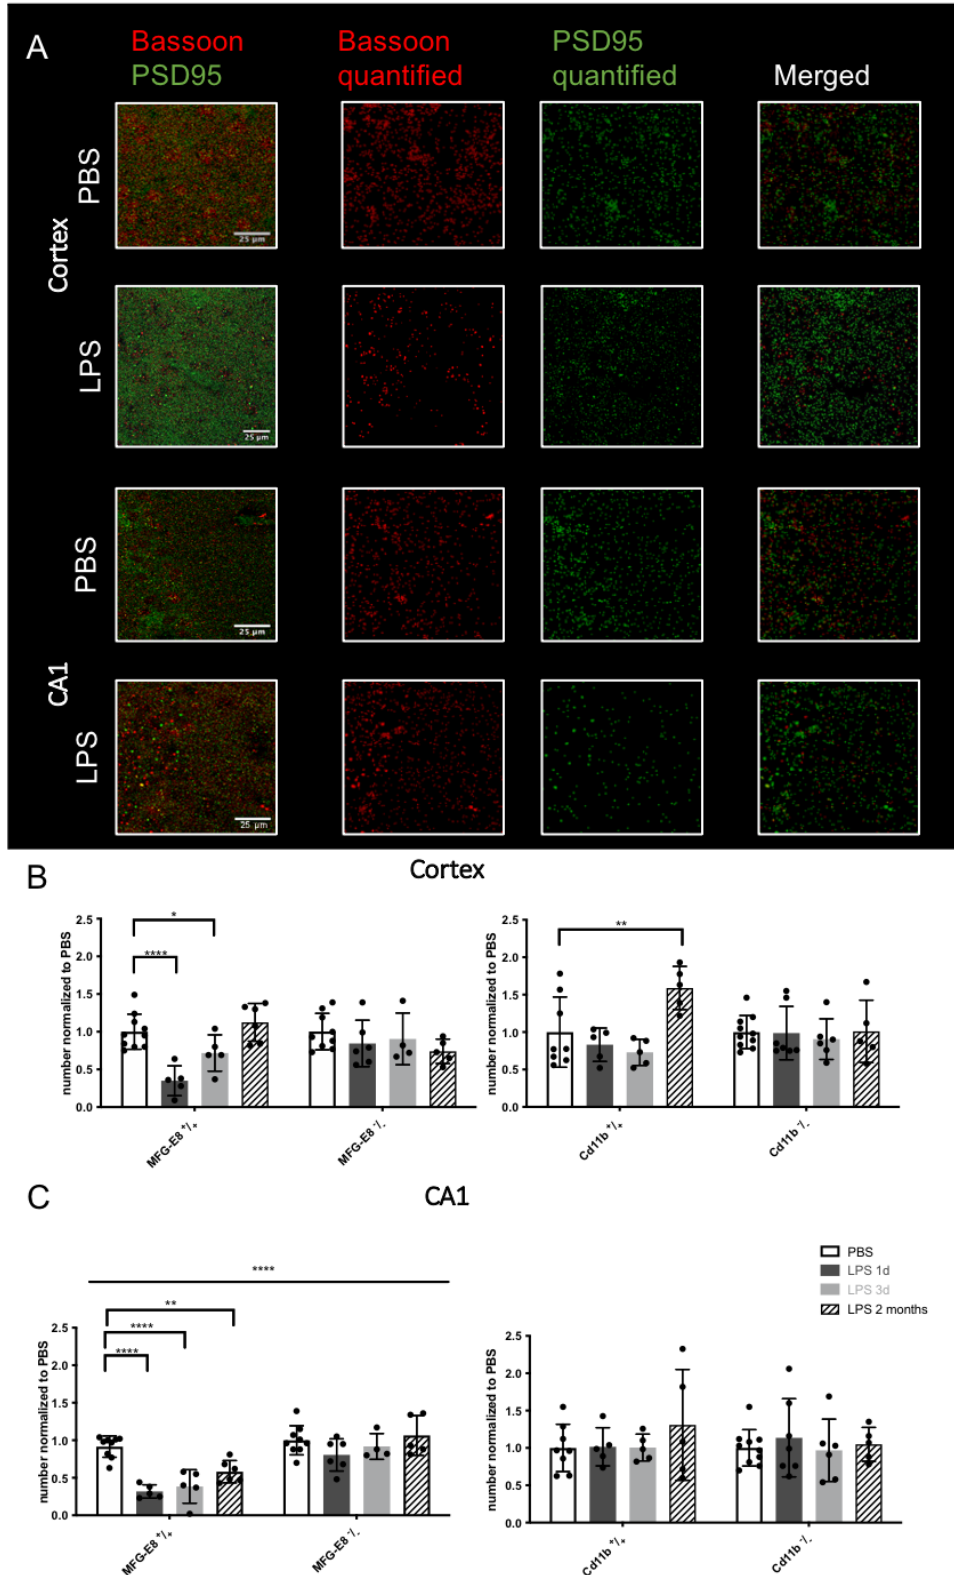 A
Bassoon
PSD95
Bassoon
quantified
PSD95
quantified
Merged
Cortex
PBS
25 µm
LPS
25 µm
CA1
PBS
25 µm
LPS
25 µm
B
Cortex
number normalized to PBS
2.5
2.0
1.5
1.0
0.5
0.0
*
****
MFG-E8 +/+
MFG-E8 -/-
number normalized to PBS
2.5
2.0
1.5
1.0
0.5
0.0
**
Cd11b +/+
Cd11b -/-
C
CA1
PBS
LPS 1d
LPS 3d
LPS 2 months
****
**
****
****
number normalized to PBS
2.5
2.0
1.5
1.0
0.5
0.0
MFG-E8 +/+
MFG-E8 -/-
number normalized to PBS
2.5
2.0
1.5
1.0
0.5
0.0
Cd11b +/+
Cd11b -/-